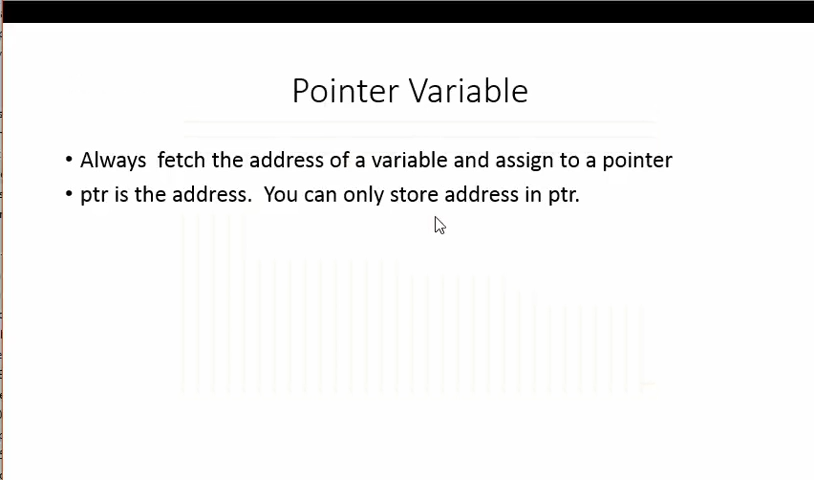 Pointer Variable
• Always  fetch the address of a variable and assign to a pointer
• ptr is the address.  You can only store address in ptr.